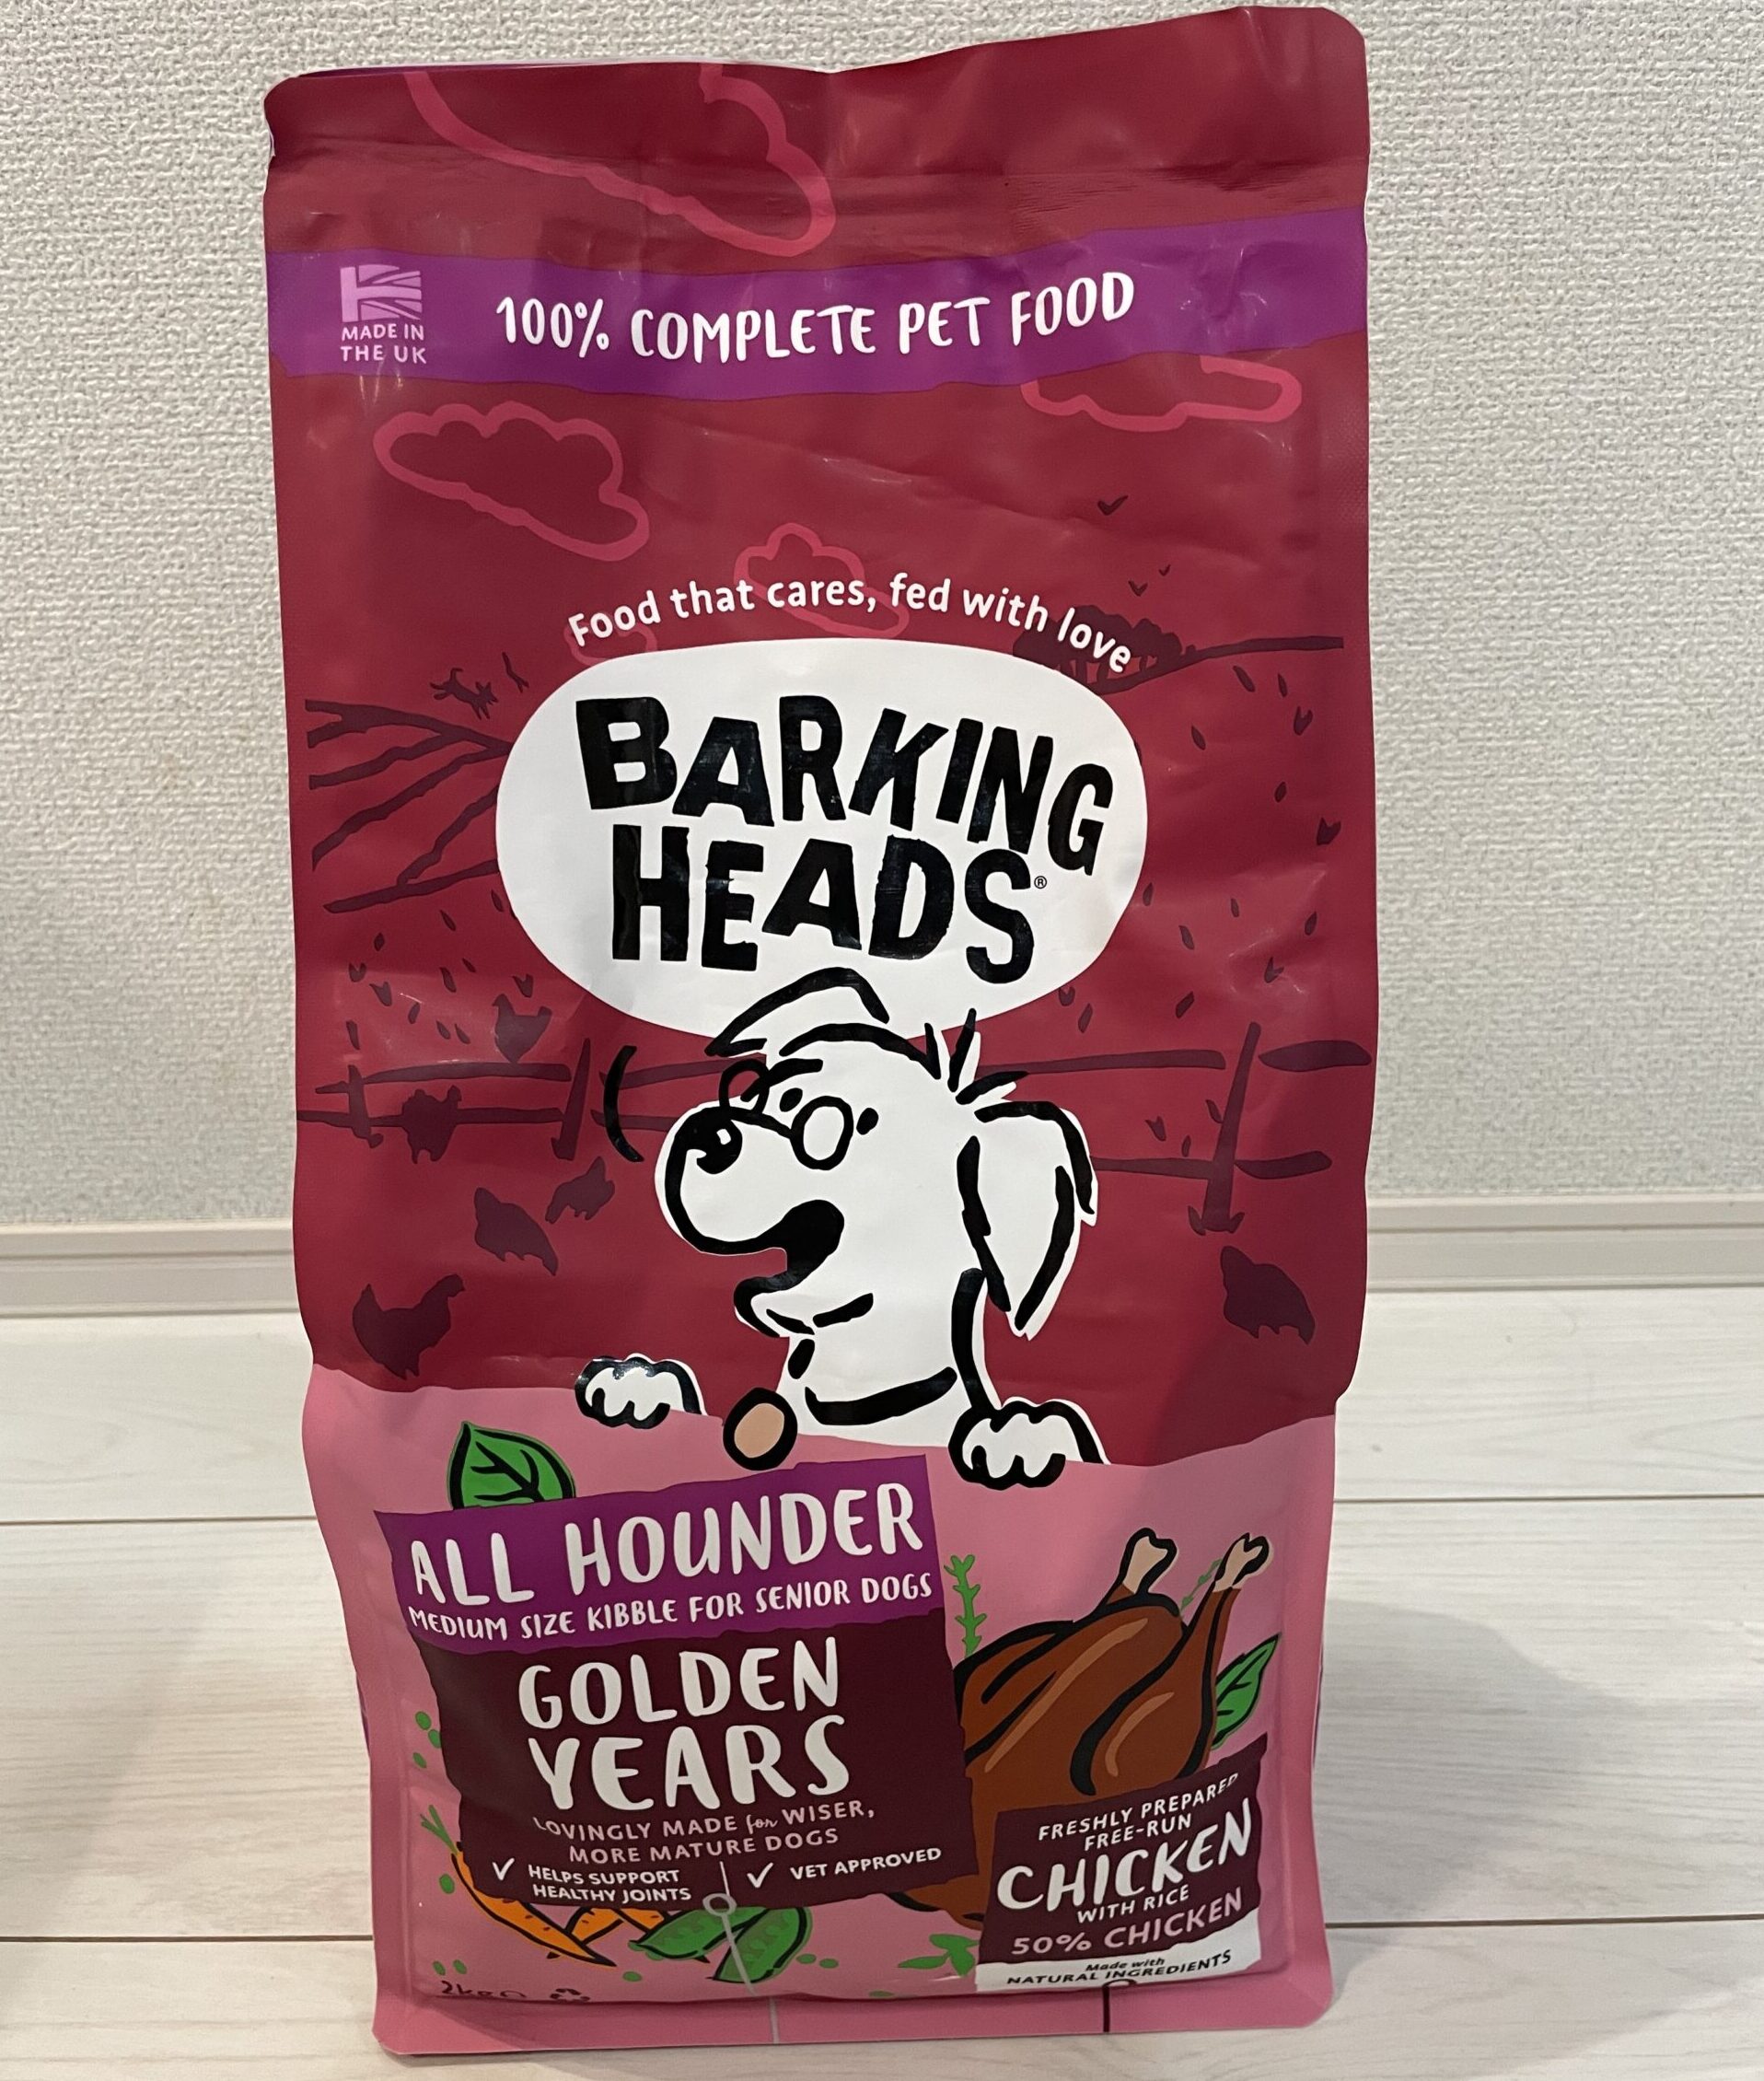 MADE IN
THE UK
100% COMPLETE PET FOOD
Food that cares, fed with love
BARKING
HEADS®
ALL HOUNDER
MEDIUM SIZE KIBBLE FOR SENIOR DOGS
GOLDEN
YEARS
LOVINGLY MADE for WISER,
MORE MATURE DOGS
✓ HELPS SUPPORT
HEALTHY JOINTS
✓ VET APPROVED
FRESHLY PREPARED
FREE-RUN
CHICKEN
WITH RICE
50% CHICKEN
Made with
NATURAL INGREDIENTS
2kg e